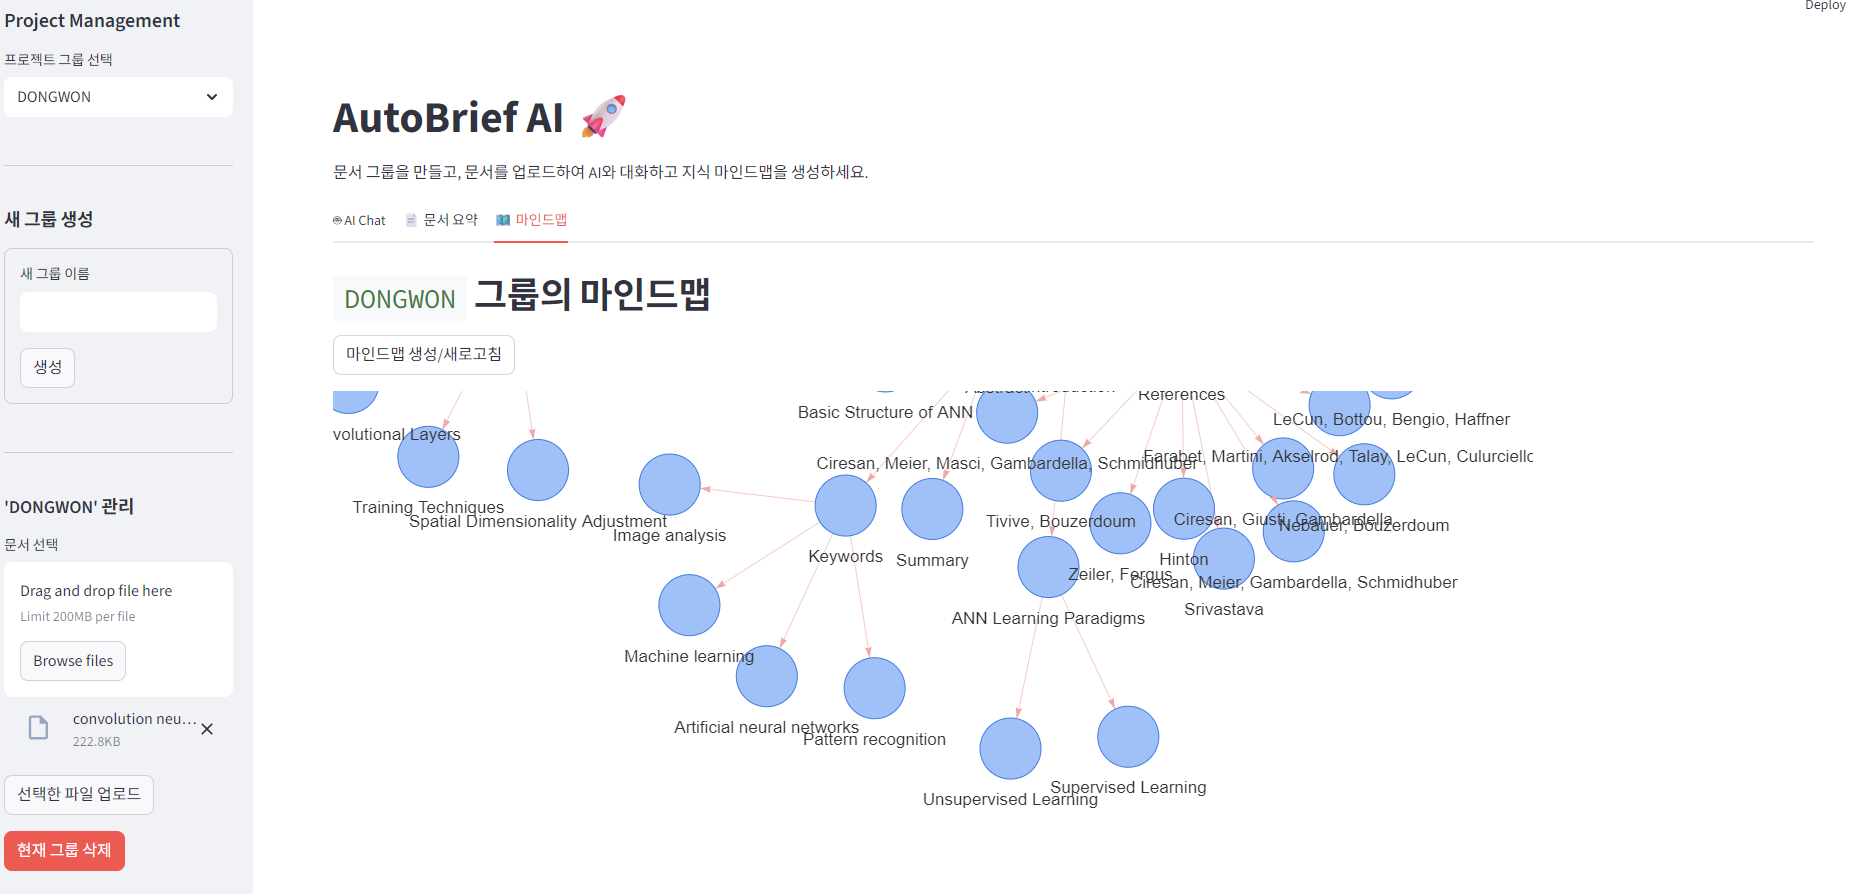 Deploy
Project Management
프로젝트 그룹 선택
DONGWON
새 그룹 생성
새 그룹 이름
생성
'DONGWON' 관리
문서 선택
Drag and drop file here
Limit 200MB per file
Browse files
convolution neu...
222.8KB
선택한 파일 업로드
현재 그룹 삭제
AutoBrief AI 🚀
문서 그룹을 만들고, 문서를 업로드하여 AI와 대화하고 지식 마인드맵을 생성하세요.
AI Chat
문서 요약
마인드맵
DONGWON 그룹의 마인드맵
마인드맵 생성/새로고침
Abstract
Introduction
References
Basic Structure of ANN
LeCun, Bottou, Bengio, Haffner
volutional Layers
Ciresan, Meier, Masci, Gambardella, Schmidhuber
Farabet, Martini, Akselrod, Talay, LeCun, Culurciello
Training Techniques
Spatial Dimensionality Adjustment
Image analysis
Tivive, Bouzerdoum
Ciresan, Giusti, Gambardella
Nebauer, Bouzerdoum
Keywords
Summary
Hinton
Zeiler, Fergus
Ciresan, Meier, Gambardella, Schmidhuber
Srivastava
ANN Learning Paradigms
Machine learning
Artificial neural networks
Pattern recognition
Supervised Learning
Unsupervised Learning